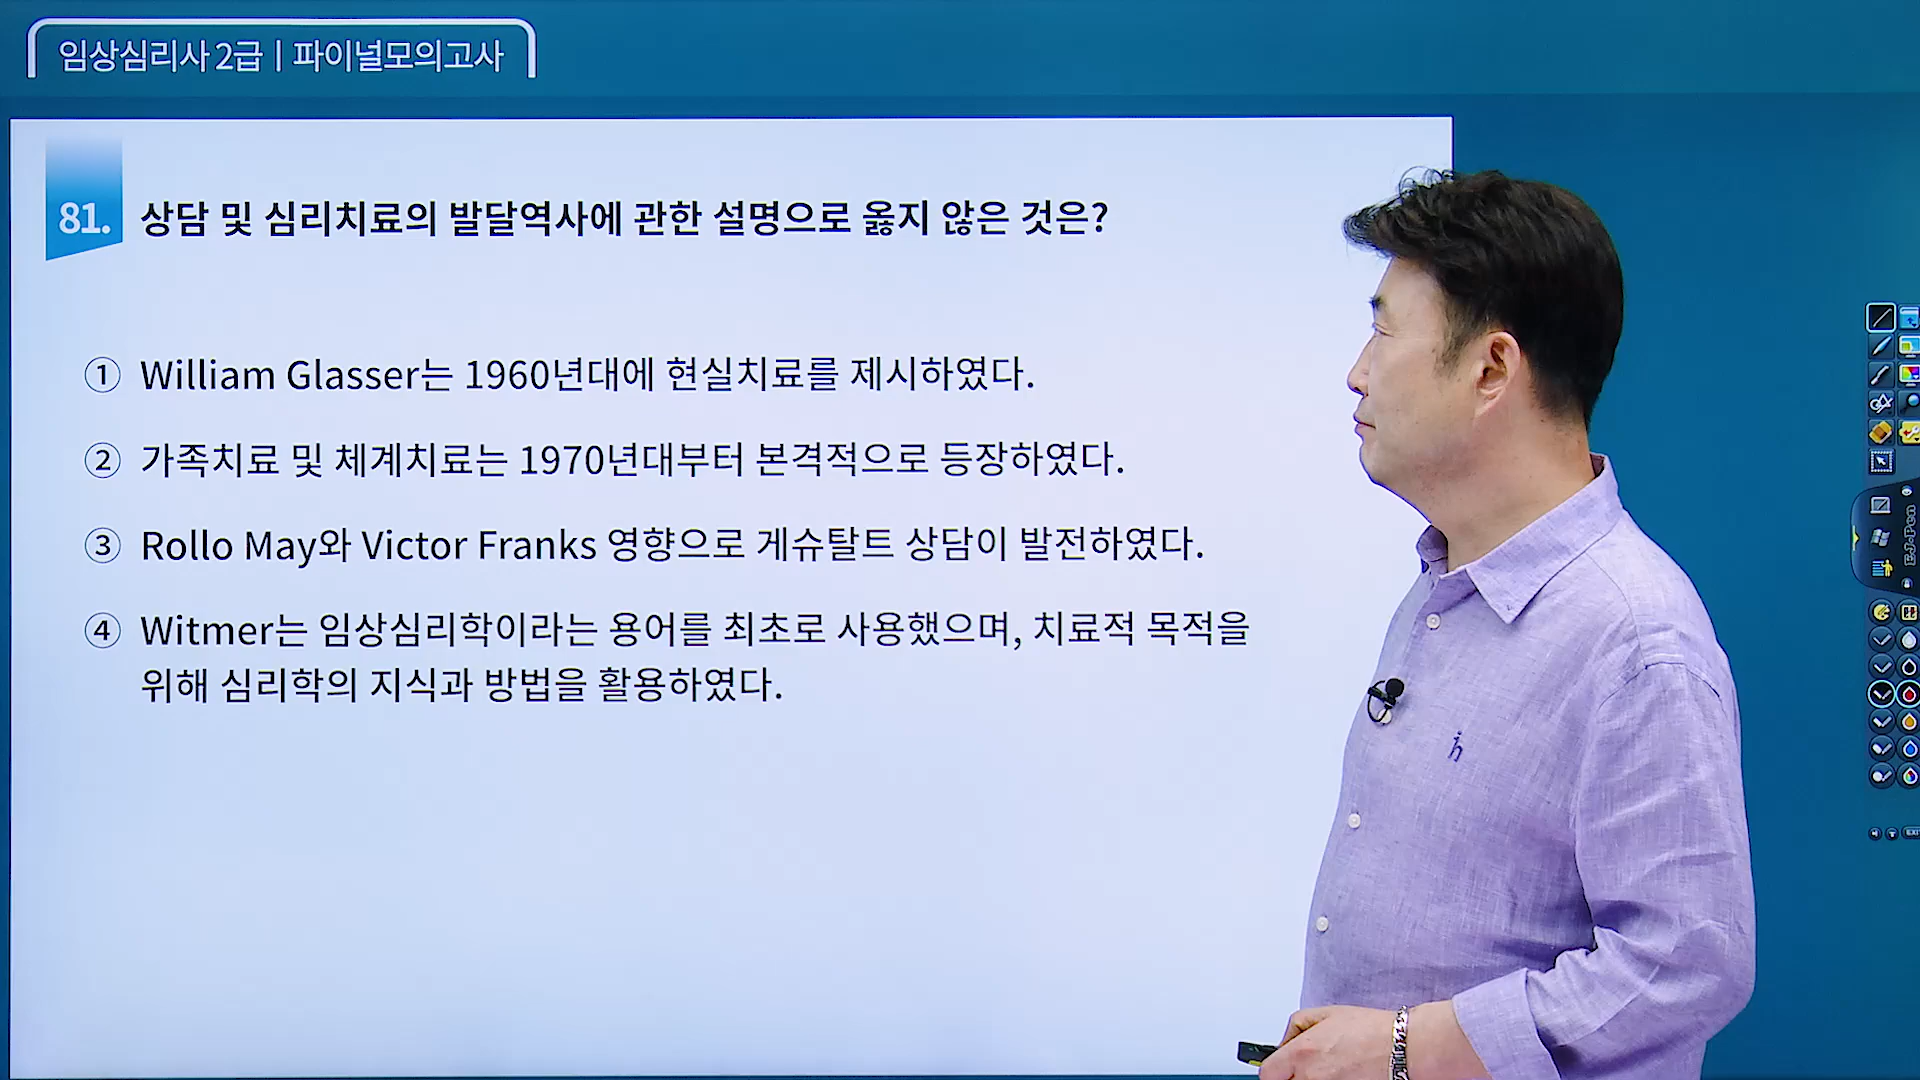 임상심리사 2급 | 파이널모의고사
81. 상담 및 심리치료의 발달역사에 관한 설명으로 옳지 않은 것은?
① William Glasser는 1960년대에 현실치료를 제시하였다.
② 가족치료 및 체계치료는 1970년대부터 본격적으로 등장하였다.
③ Rollo May와 Victor Franks 영향으로 게슈탈트 상담이 발전하였다.
④ Witmer는 임상심리학이라는 용어를 최초로 사용했으며, 치료적 목적을
위해 심리학의 지식과 방법을 활용하였다.
EJ-Pen
EXI